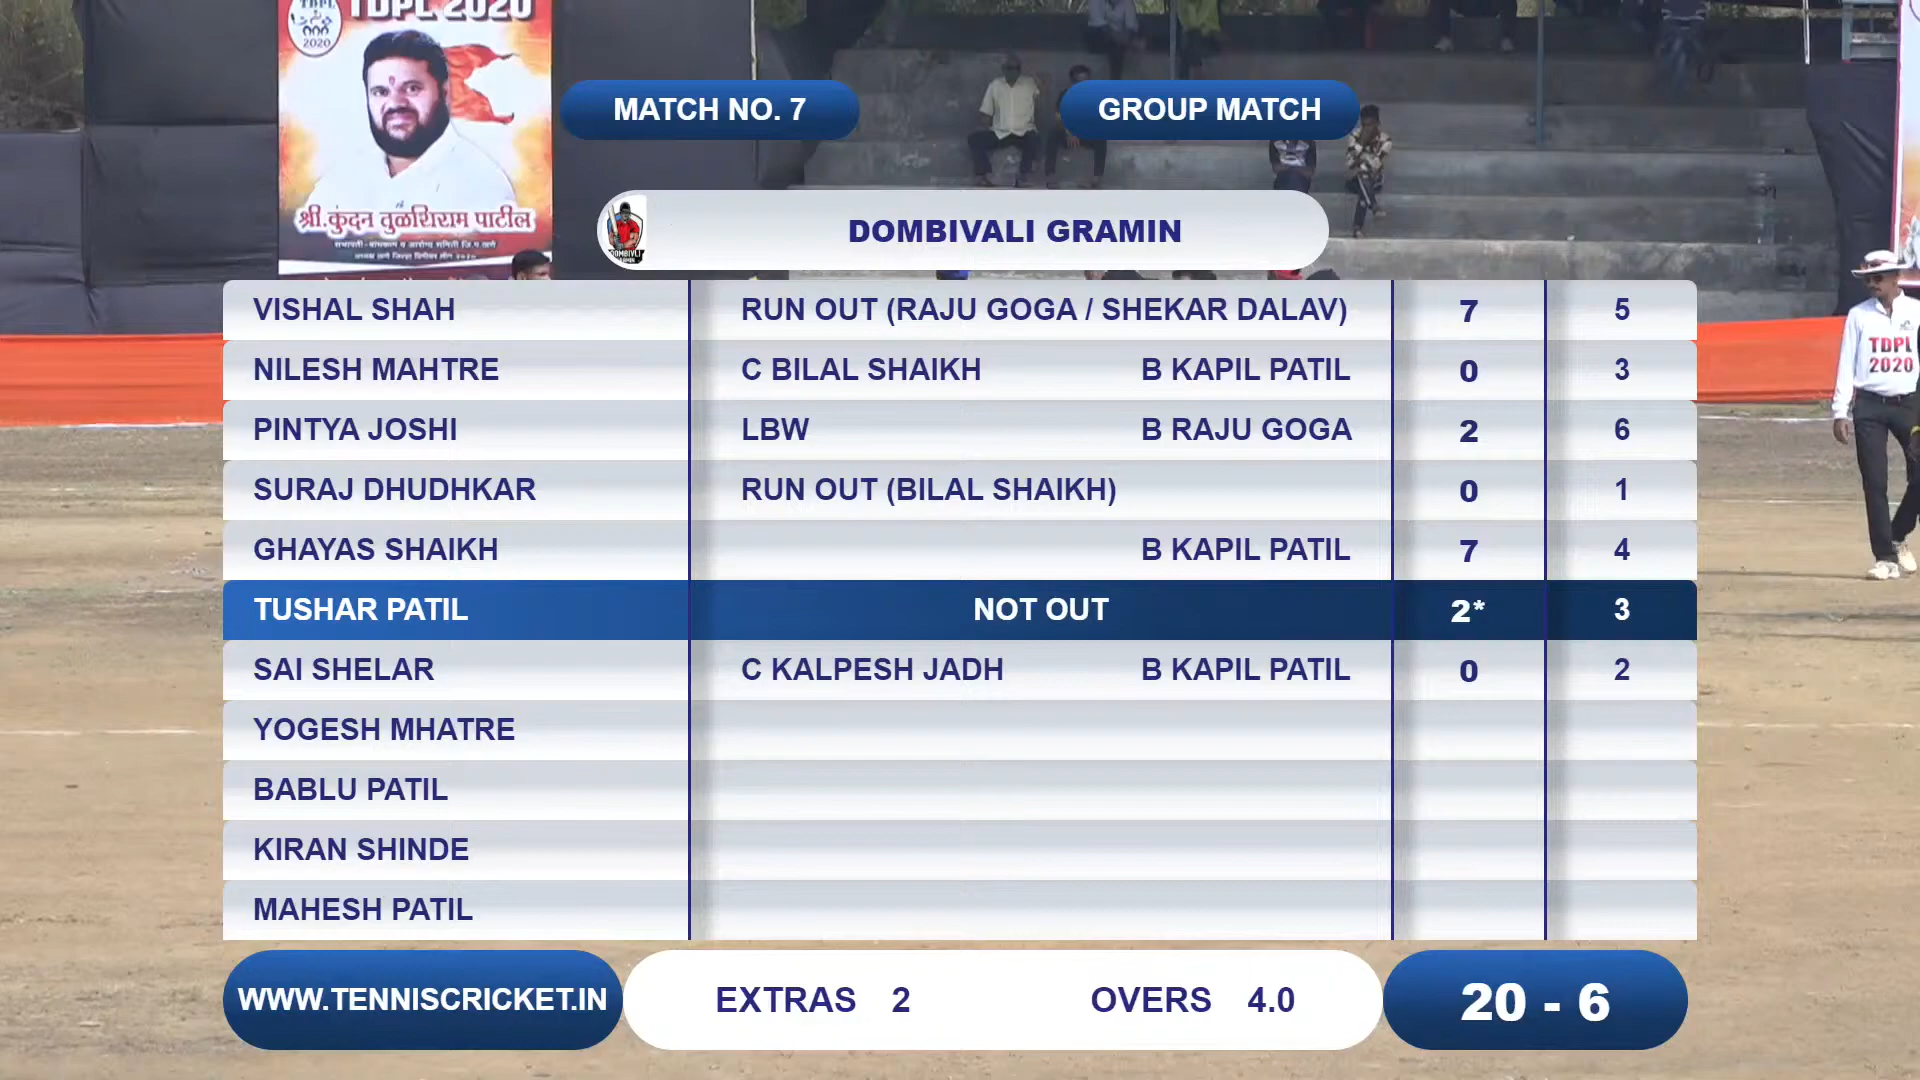 TDPL 2020
TDPL
2020
श्री.कुंदन तुळशिराम पाटील
MATCH NO. 7
GROUP MATCH
DOMBIVALI GRAMIN
VISHAL SHAH RUN OUT (RAJU GOGA / SHEKAR DALAV) 7 5
NILESH MAHTRE C BILAL SHAIKH B KAPIL PATIL 0 3
PINTYA JOSHI LBW B RAJU GOGA 2 6
SURAJ DHUDHKAR RUN OUT (BILAL SHAIKH) 0 1
GHAYAS SHAIKH B KAPIL PATIL 7 4
TUSHAR PATIL NOT OUT 2* 3
SAI SHELAR C KALPESH JADH B KAPIL PATIL 0 2
YOGESH MHATRE
BABLU PATIL
KIRAN SHINDE
MAHESH PATIL
TDPL
2020
WWW.TENNISCRICKET.IN EXTRAS 2 OVERS 4.0 20 - 6